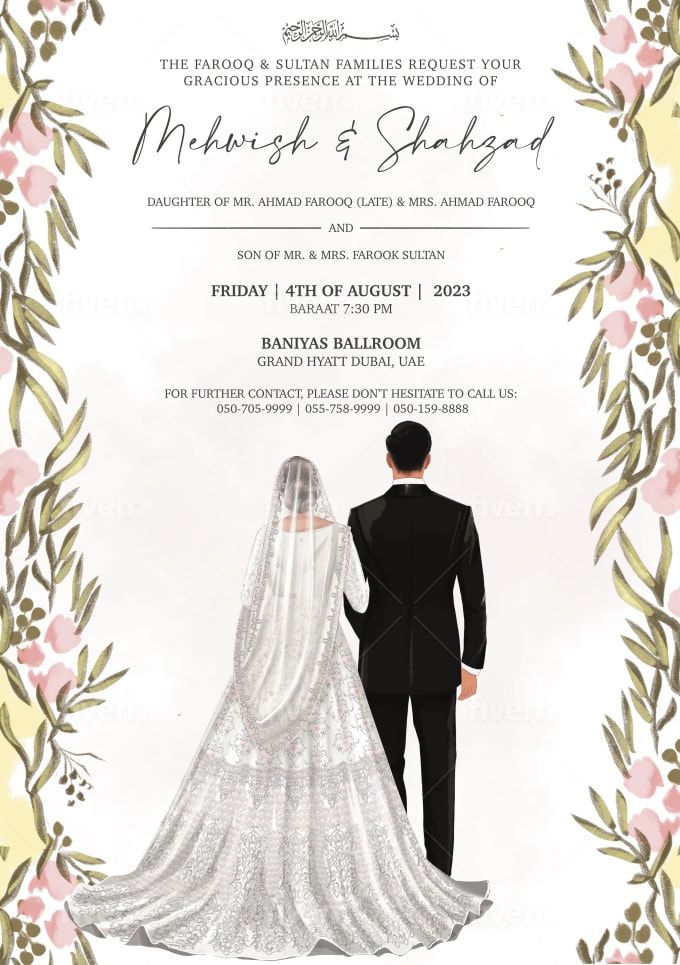 بسم الله الرحمن الرحيم
THE FAROOQ & SULTAN FAMILIES REQUEST YOUR
GRACIOUS PRESENCE AT THE WEDDING OF
Mehwish & Shahzad
DAUGHTER OF MR. AHMAD FAROOQ (LATE) & MRS. AHMAD FAROOQ
AND
SON OF MR. & MRS. FAROOK SULTAN
FRIDAY | 4TH OF AUGUST | 2023
BARAAT 7:30 PM
BANIYAS BALLROOM
GRAND HYATT DUBAI, UAE
FOR FURTHER CONTACT, PLEASE DON'T HESITATE TO CALL US:
050-705-9999 | 055-758-9999 | 050-159-8888
fiverr.